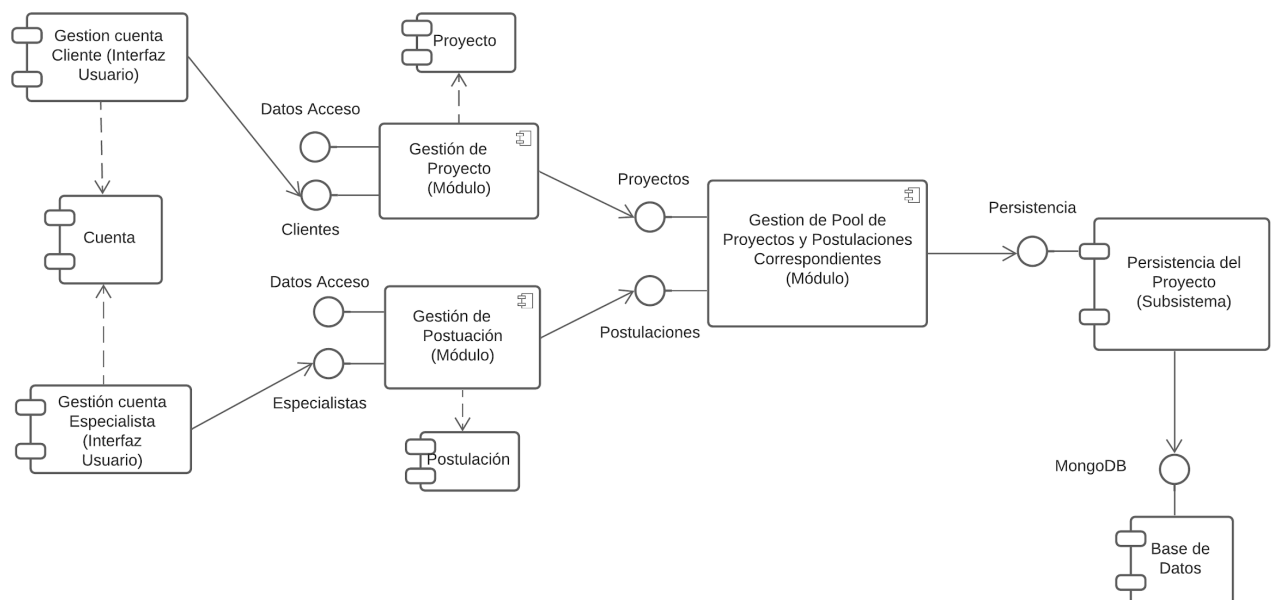 Gestion cuenta
Cliente (Interfaz
Usuario)
Proyecto
Datos Acceso
Gestión de
Proyecto
(Módulo)
Clientes
Cuenta
Proyectos
Gestion de Pool de
Proyectos y Postulaciones
Correspondientes
(Módulo)
Persistencia
Persistencia del
Proyecto
(Subsistema)
Datos Acceso
Gestión de
Postuación
(Módulo)
Postulaciones
Especialistas
Gestión cuenta
Especialista
(Interfaz
Usuario)
Postulación
MongoDB
Base de
Datos